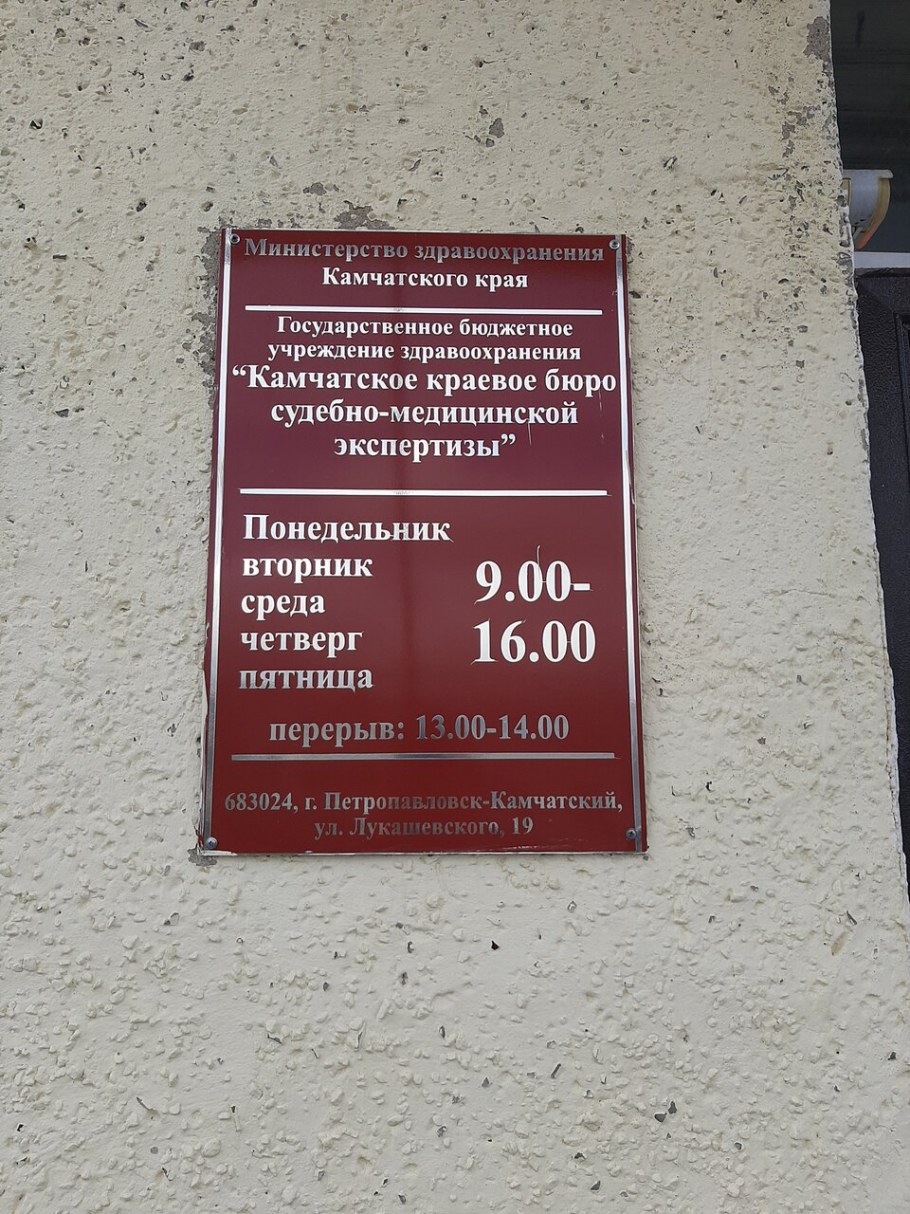 Министерство здравоохранения
Камчатского края
Государственное бюджетное
учреждение здравоохранения
“Камчатское краевое бюро
судебно-медицинской
экспертизы”
Понедельник
вторник
среда
четверг
пятница
9.00-
16.00
перерыв: 13.00-14.00
683024, г. Петропавловск-Камчатский,
ул. Лукашевского, 19